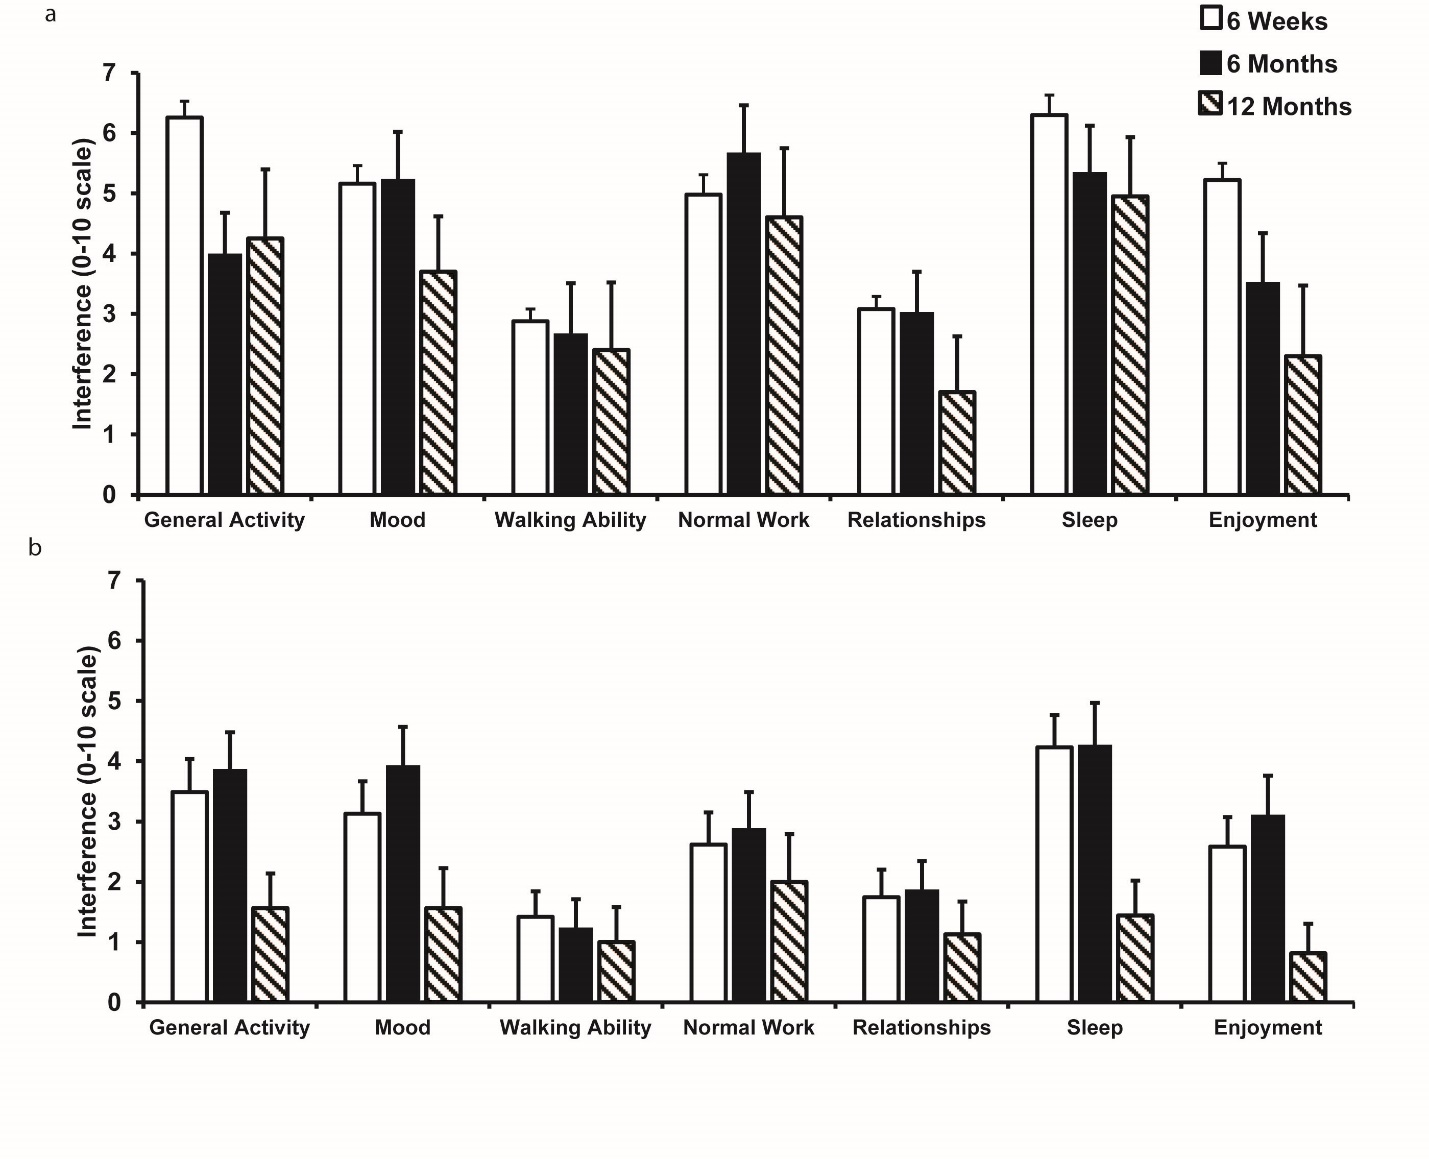 a
6 Weeks
6 Months
12 Months
7
6
5
4
3
2
1
0
Interference (0-10 scale)
General Activity Mood Walking Ability Normal Work Relationships Sleep Enjoyment
b
7
6
5
4
3
2
1
0
Interference (0-10 scale)
General Activity Mood Walking Ability Normal Work Relationships Sleep Enjoyment